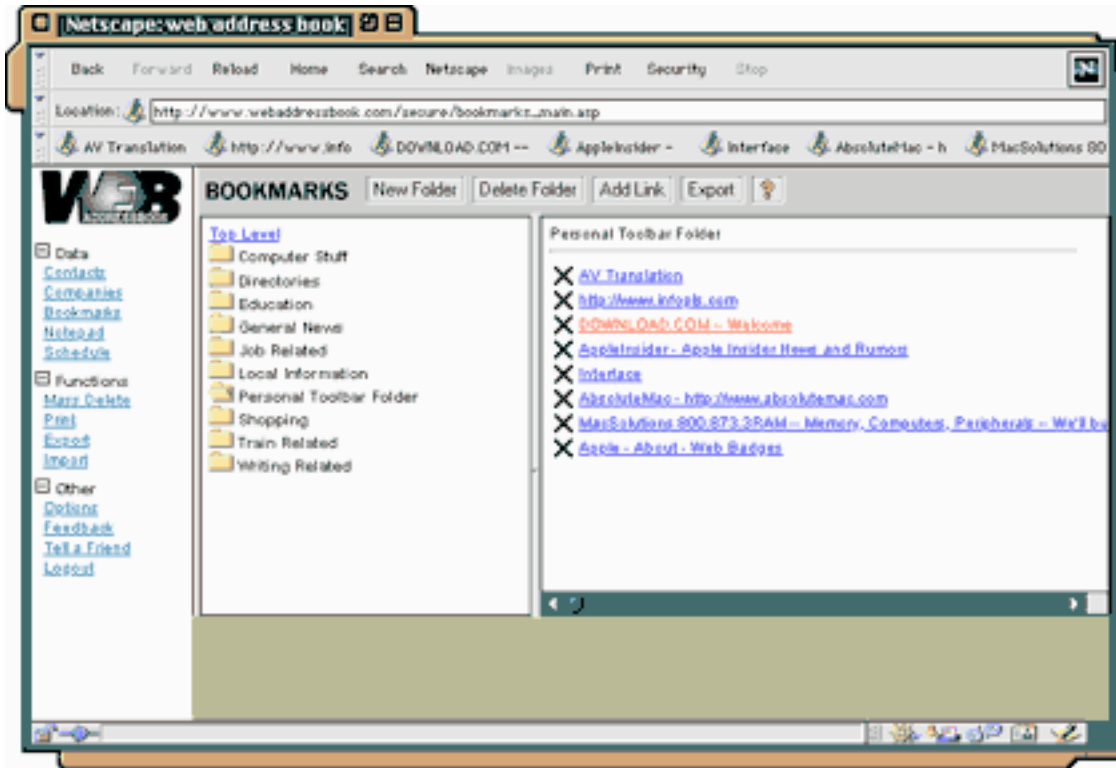 Netscape: web address book
Back Forward Reload Home Search Netscape Images Print Security Stop
Location: http://www.webaddressbook.com/secure/bookmarks_main.asp
AV Translation http://www.info DOWNLOAD.COM -- AppleInsider - Interface AbsoluteMac - h MacSolutions 80
WEB
BOOKMARKS New Folder Delete Folder Add Link Export ?
Data
Contacts
Companies
Bookmarks
Notepad
Schedule
Functions
Mass Delete
Print
Export
Import
Other
Options
Feedback
Tell a Friend
Logout
Top Level
Computer Stuff
Directories
Education
General News
Job Related
Local Information
Personal Toolbar Folder
Shopping
Train Related
Writing Related
Personal Toolbar Folder
AV Translation
DOWNLOAD.COM -- Welcome
AppleInsider - Apple Insider News and Rumors
Interface
AbsoluteMac - http://www.absolutemac.com
MacSolutions 800.873.3RAM -- Memory, Computers, Peripherals -- We'll bu
Apple - About - Web Badges